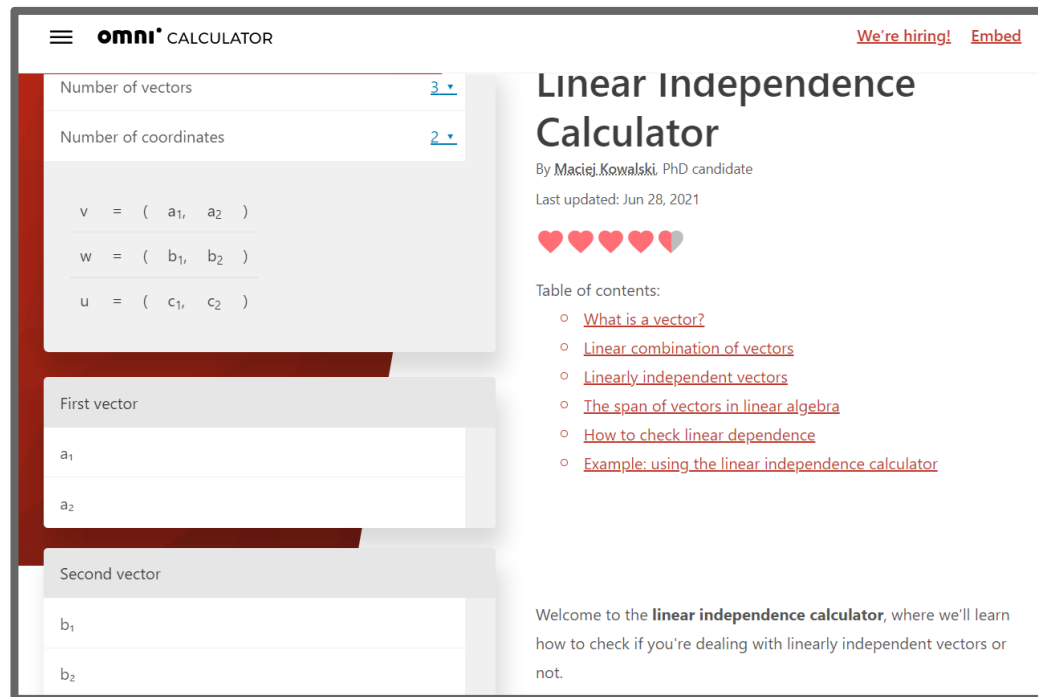 omni CALCULATOR
We're hiring! Embed
Number of vectors 3
Number of coordinates 2
v = ( a₁, a₂ )
w = ( b₁, b₂ )
u = ( c₁, c₂ )
First vector
a₁
a₂
Second vector
b₁
b₂
Linear Independence
Calculator
By Maciej Kowalski, PhD candidate
Last updated: Jun 28, 2021
Table of contents:
What is a vector?
Linear combination of vectors
Linearly independent vectors
The span of vectors in linear algebra
How to check linear dependence
Example: using the linear independence calculator
Welcome to the linear independence calculator, where we'll learn
how to check if you're dealing with linearly independent vectors or
not.